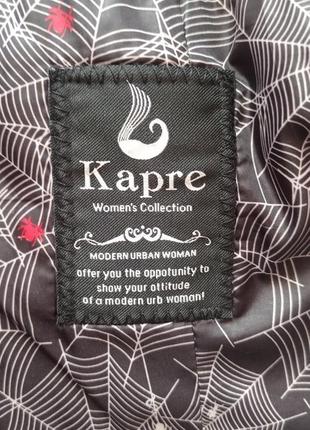 Kapre
Women's Collection
MODERN URBAN WOMAN
offer you the oppotunity to
show your attitude
of a modern urb woman!